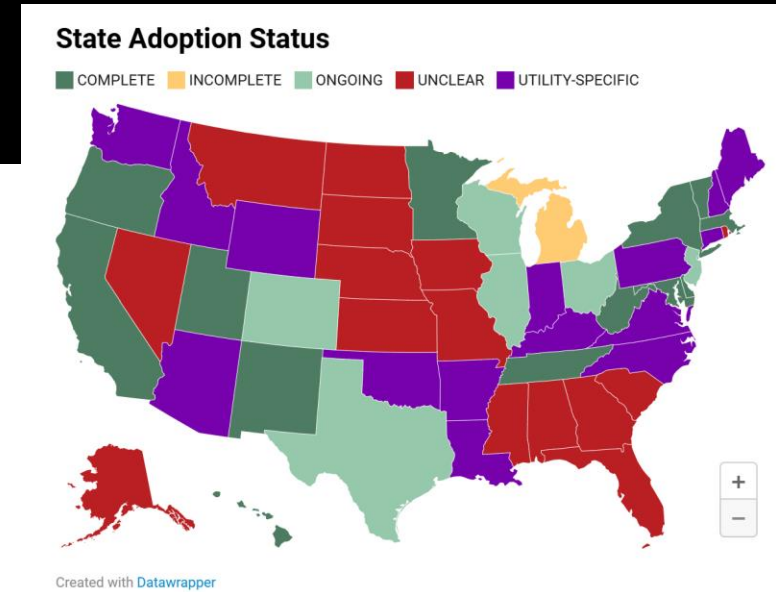 State Adoption Status
COMPLETE INCOMPLETE ONGOING UNCLEAR UTILITY-SPECIFIC
+
−
Created with Datawrapper